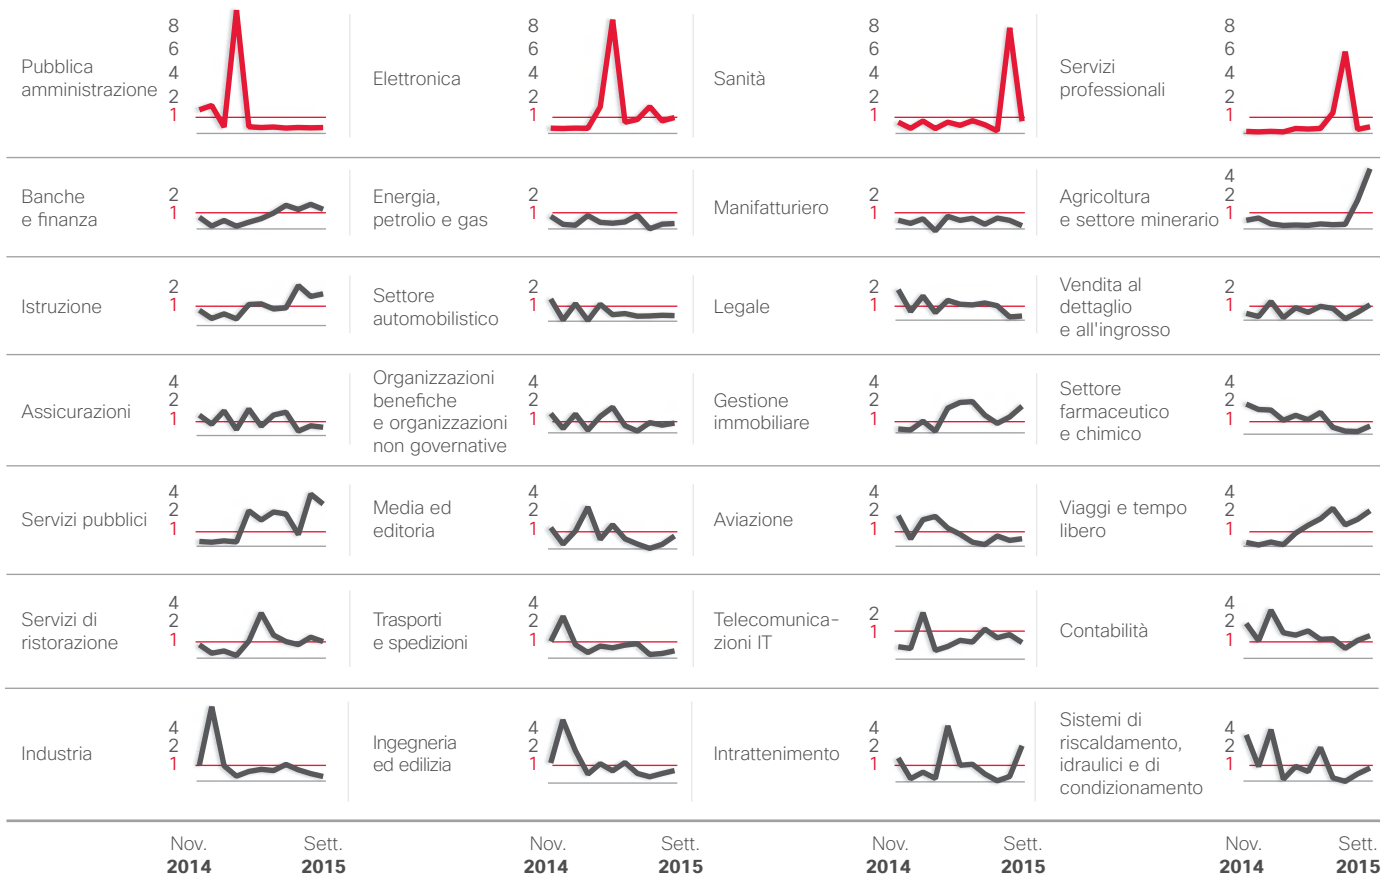 Pubblica
amministrazione
8
6
4
2
1
Elettronica
8
6
4
2
1
Sanità
8
6
4
2
1
Servizi
professionali
8
6
4
2
1
Banche
e finanza
2
1
Energia,
petrolio e gas
2
1
Manifatturiero
2
1
Agricoltura
e settore minerario
4
2
1
Istruzione
2
1
Settore
automobilistico
2
1
Legale
2
1
Vendita al
dettaglio
e all'ingrosso
2
1
Assicurazioni
4
2
1
Organizzazioni
benefiche
e organizzazioni
non governative
4
2
1
Gestione
immobiliare
4
2
1
Settore
farmaceutico
e chimico
4
2
1
Servizi pubblici
4
2
1
Media ed
editoria
4
2
1
Aviazione
4
2
1
Viaggi e tempo
libero
4
2
1
Servizi di
ristorazione
4
2
1
Trasporti
e spedizioni
4
2
1
Telecomunica-
zioni IT
2
1
Contabilità
4
2
1
Industria
4
2
1
Ingegneria
ed edilizia
4
2
1
Intrattenimento
4
2
1
Sistemi di
riscaldamento,
idraulici e di
condizionamento
4
2
1
Nov. Sett. Nov. Sett. Nov. Sett. Nov. Sett.
2014 2015 2014 2015 2014 2015 2014 2015